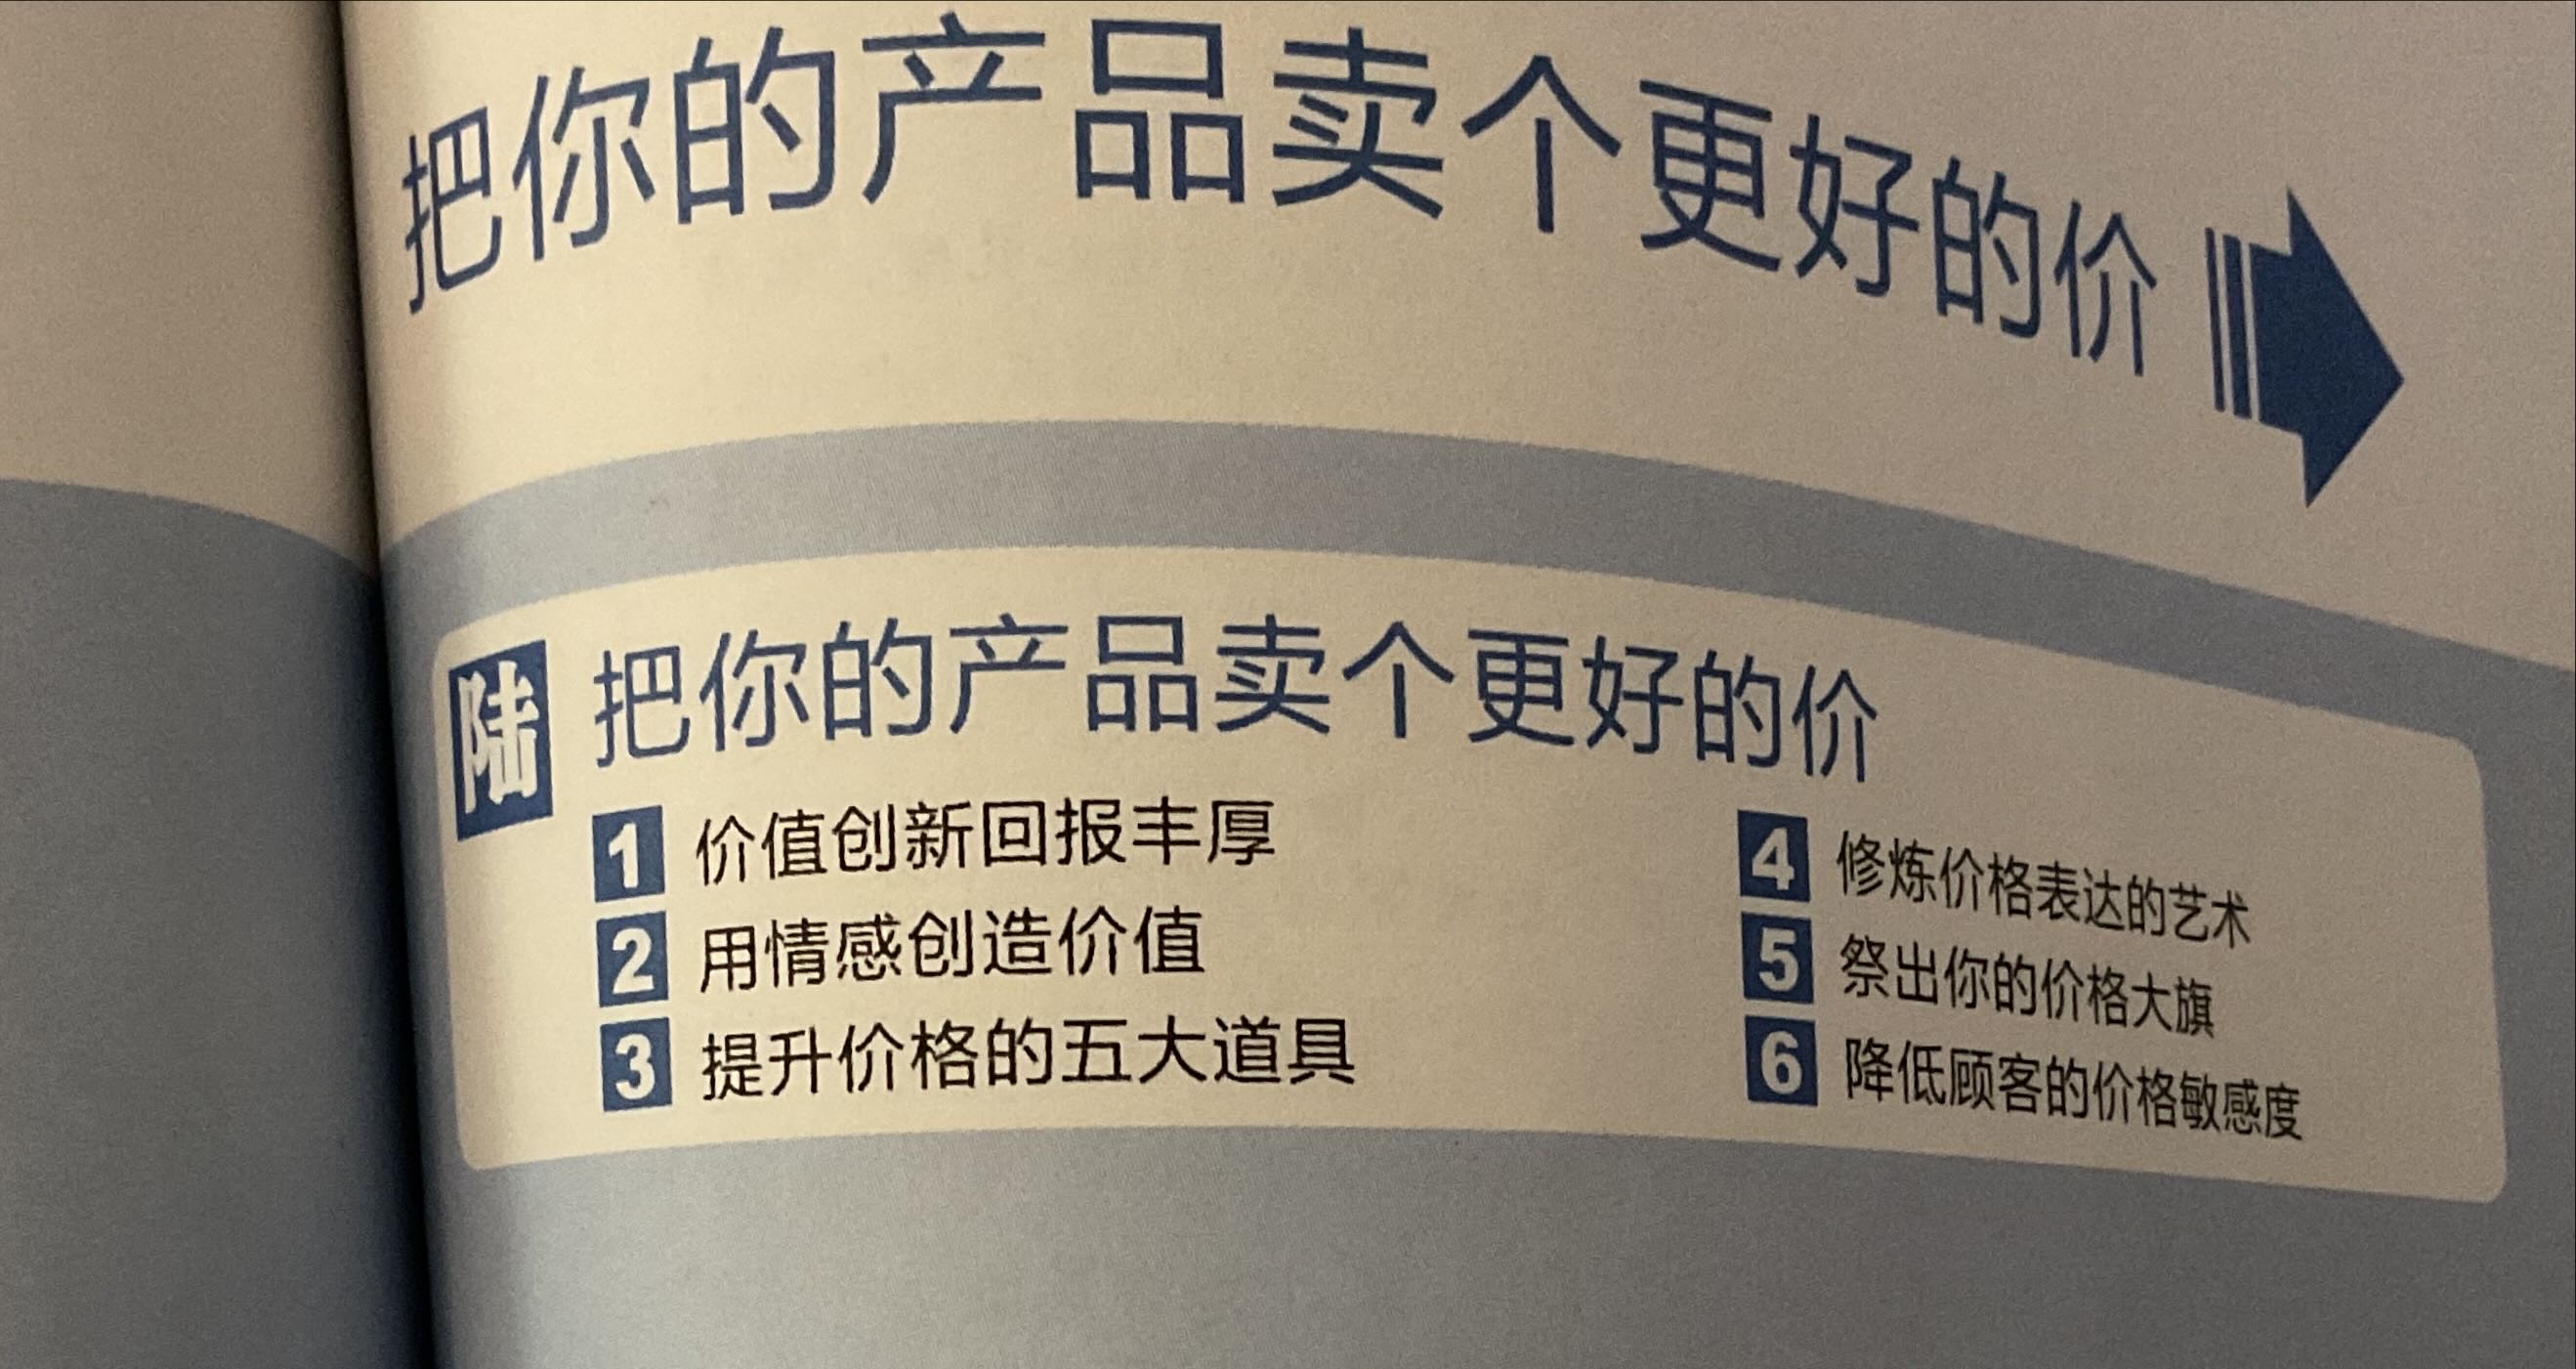 把你的产品卖个更好的价
陆 把你的产品卖个更好的价
1 价值创新回报丰厚
2 用情感创造价值
3 提升价格的五大道具
4 修炼价格表达的艺术
5 祭出你的价格大旗
6 降低顾客的价格敏感度